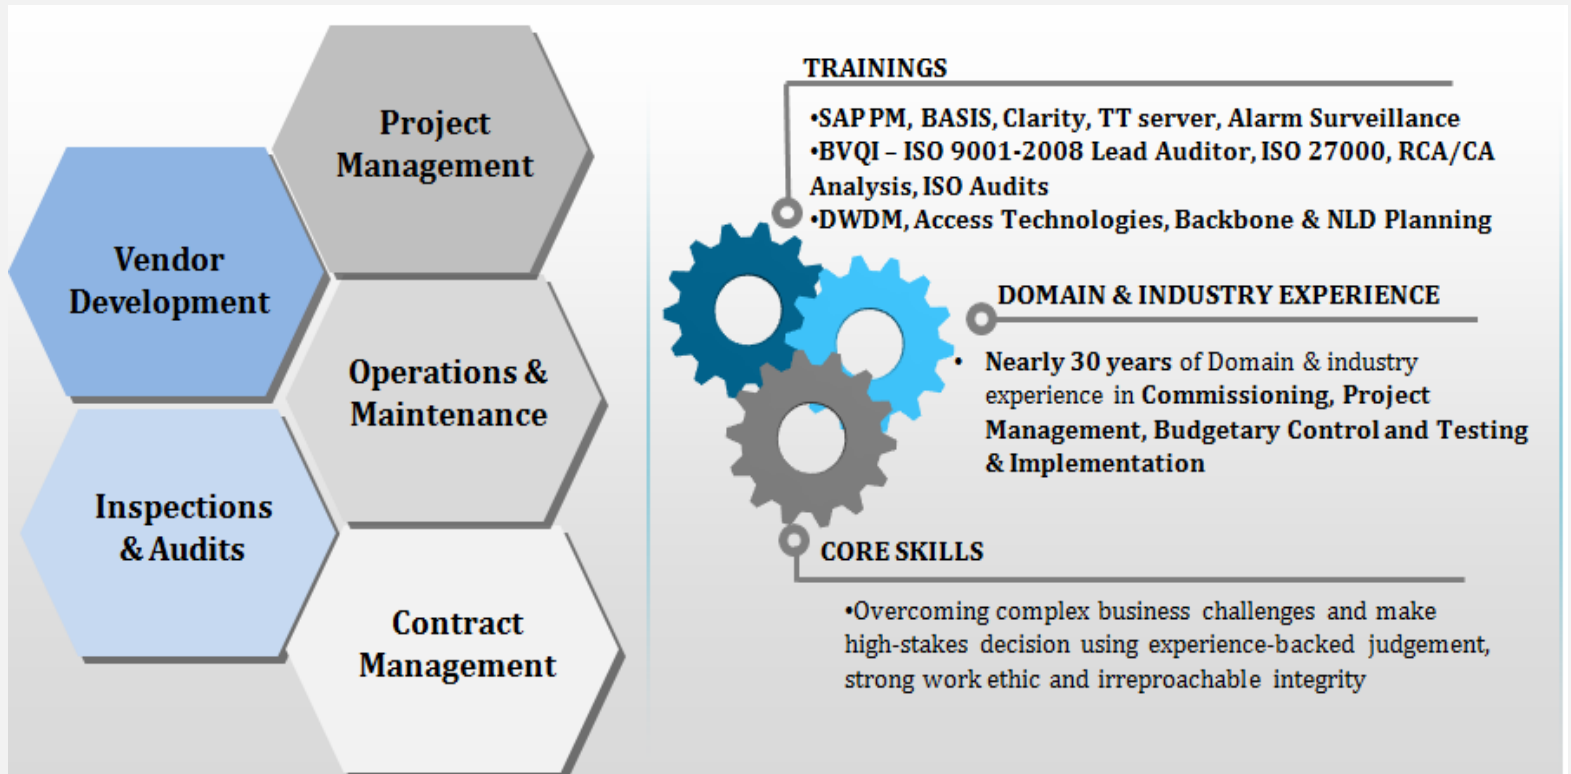 Project
Management
Vendor
Development
Operations &
Maintenance
Inspections
& Audits
Contract
Management
TRAININGS
•SAP PM, BASIS, Clarity, TT server, Alarm Surveillance
•BVQI – ISO 9001-2008 Lead Auditor, ISO 27000, RCA/CA
Analysis, ISO Audits
•DWDM, Access Technologies, Backbone & NLD Planning
DOMAIN & INDUSTRY EXPERIENCE
• Nearly 30 years of Domain & industry
experience in Commissioning, Project
Management, Budgetary Control and Testing
& Implementation
CORE SKILLS
•Overcoming complex business challenges and make
high-stakes decision using experience-backed judgement,
strong work ethic and irreproachable integrity